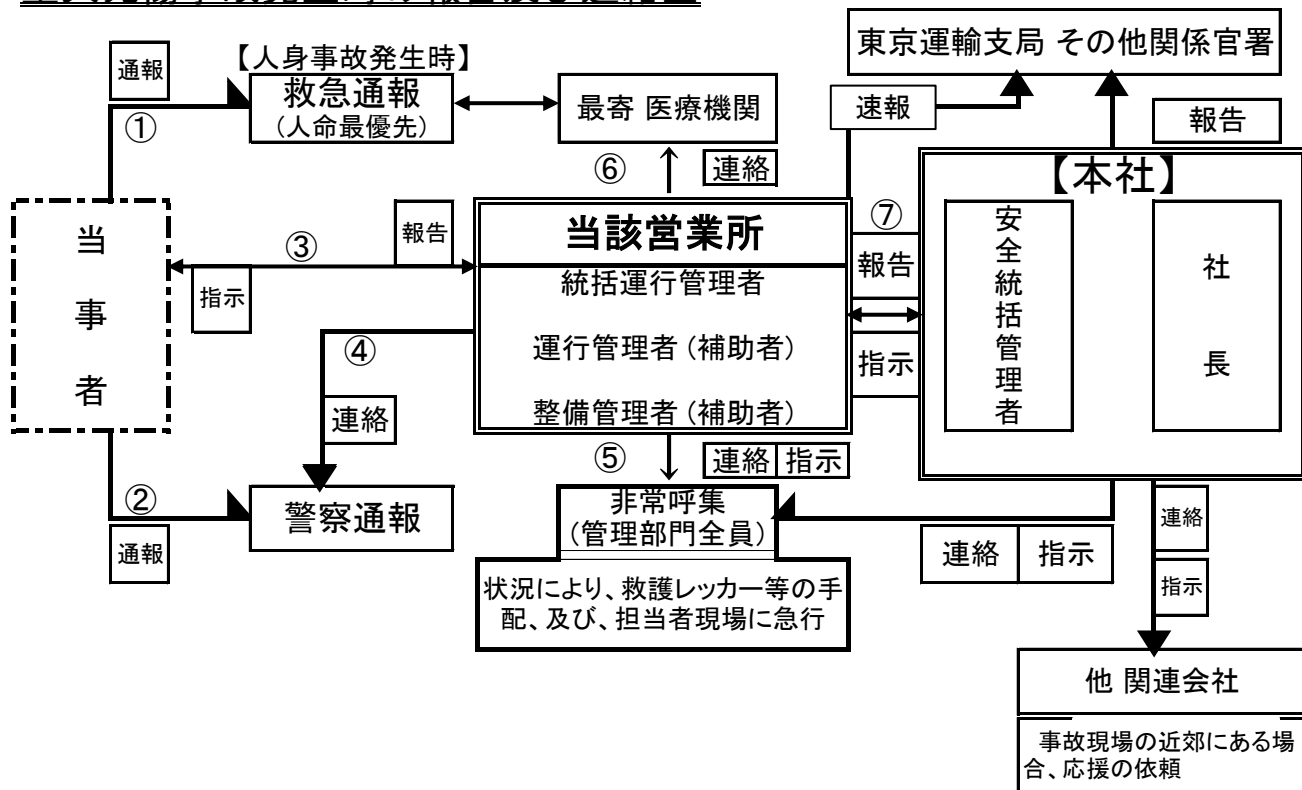 通報
【人身事故発生時】
救急通報
(人命最優先)
①
最寄 医療機関
東京運輸支局 その他関係官署
速報
報告
⑥
連絡
【本社】
安全統括管理者
社長
当事者
③
報告
指示
当該営業所
統括運行管理者
運行管理者(補助者)
整備管理者(補助者)
⑦
報告
指示
④
連絡
②
通報
警察通報
⑤
連絡
指示
非常呼集
(管理部門全員)
状況により、救護レッカー等の手
配、及び、担当者現場に急行
連絡
指示
連絡
指示
他 関連会社
事故現場の近郊にある場
合、応援の依頼